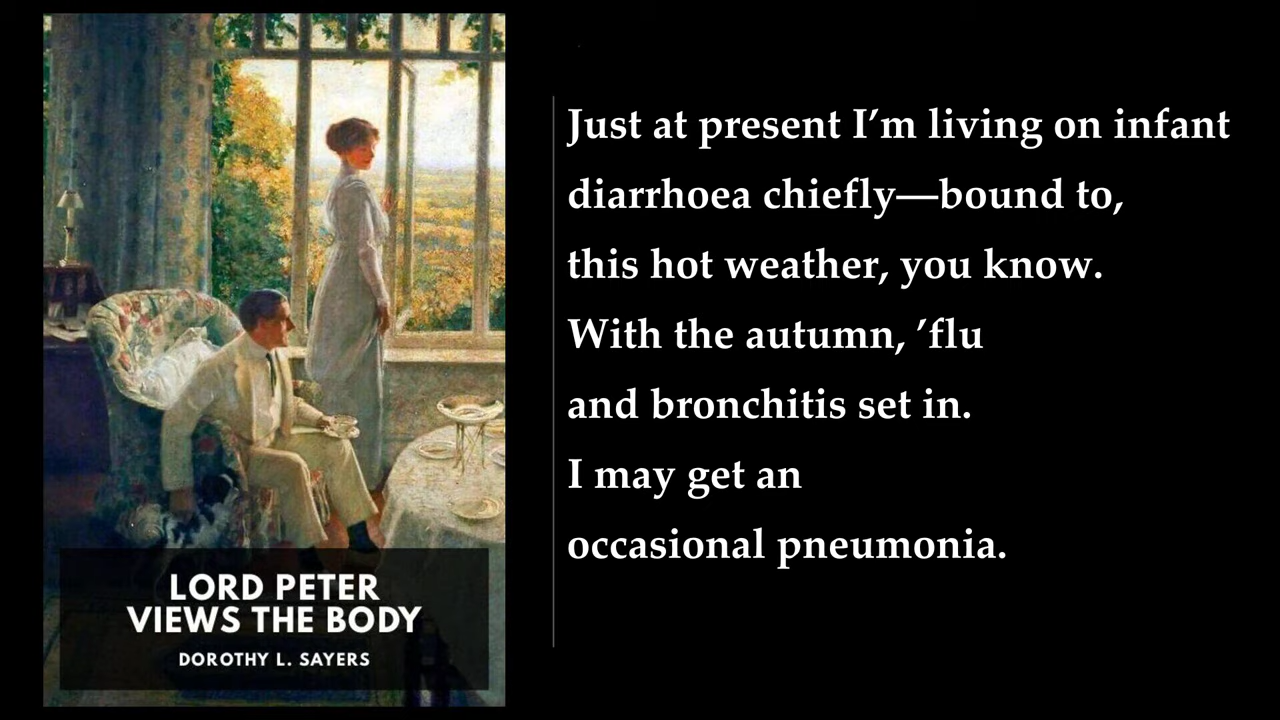 LORD PETER
VIEWS THE BODY
DOROTHY L. SAYERS
Just at present I’m living on infant
diarrhoea chiefly—bound to,
this hot weather, you know.
With the autumn, ’flu
and bronchitis set in.
I may get an
occasional pneumonia.